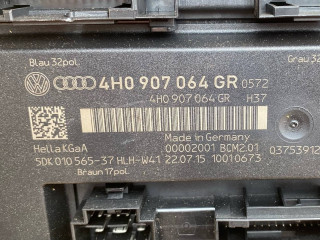 Blau 32pol.
Grau 32
4H0 907 064 GR 0572
4H0 907 064 GR H37
Made in Germany
Hella KGaA 00002001 BCM2.01 03753912
5DK 010 565-37 HLH-W41 22.07.15 10010673
Braun 17pol.